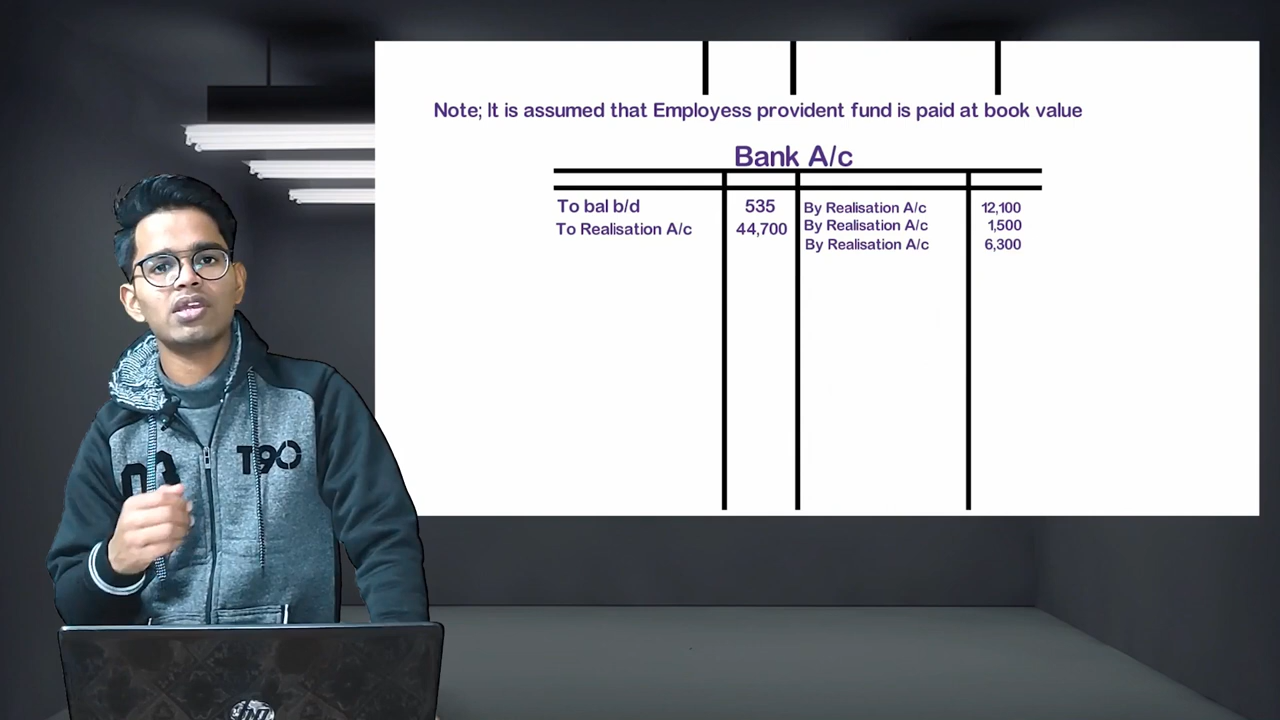 Note; It is assumed that Employess provident fund is paid at book value
Bank A/c
To bal b/d 535 By Realisation A/c 12,100
To Realisation A/c 44,700 By Realisation A/c 1,500
By Realisation A/c 6,300
T90